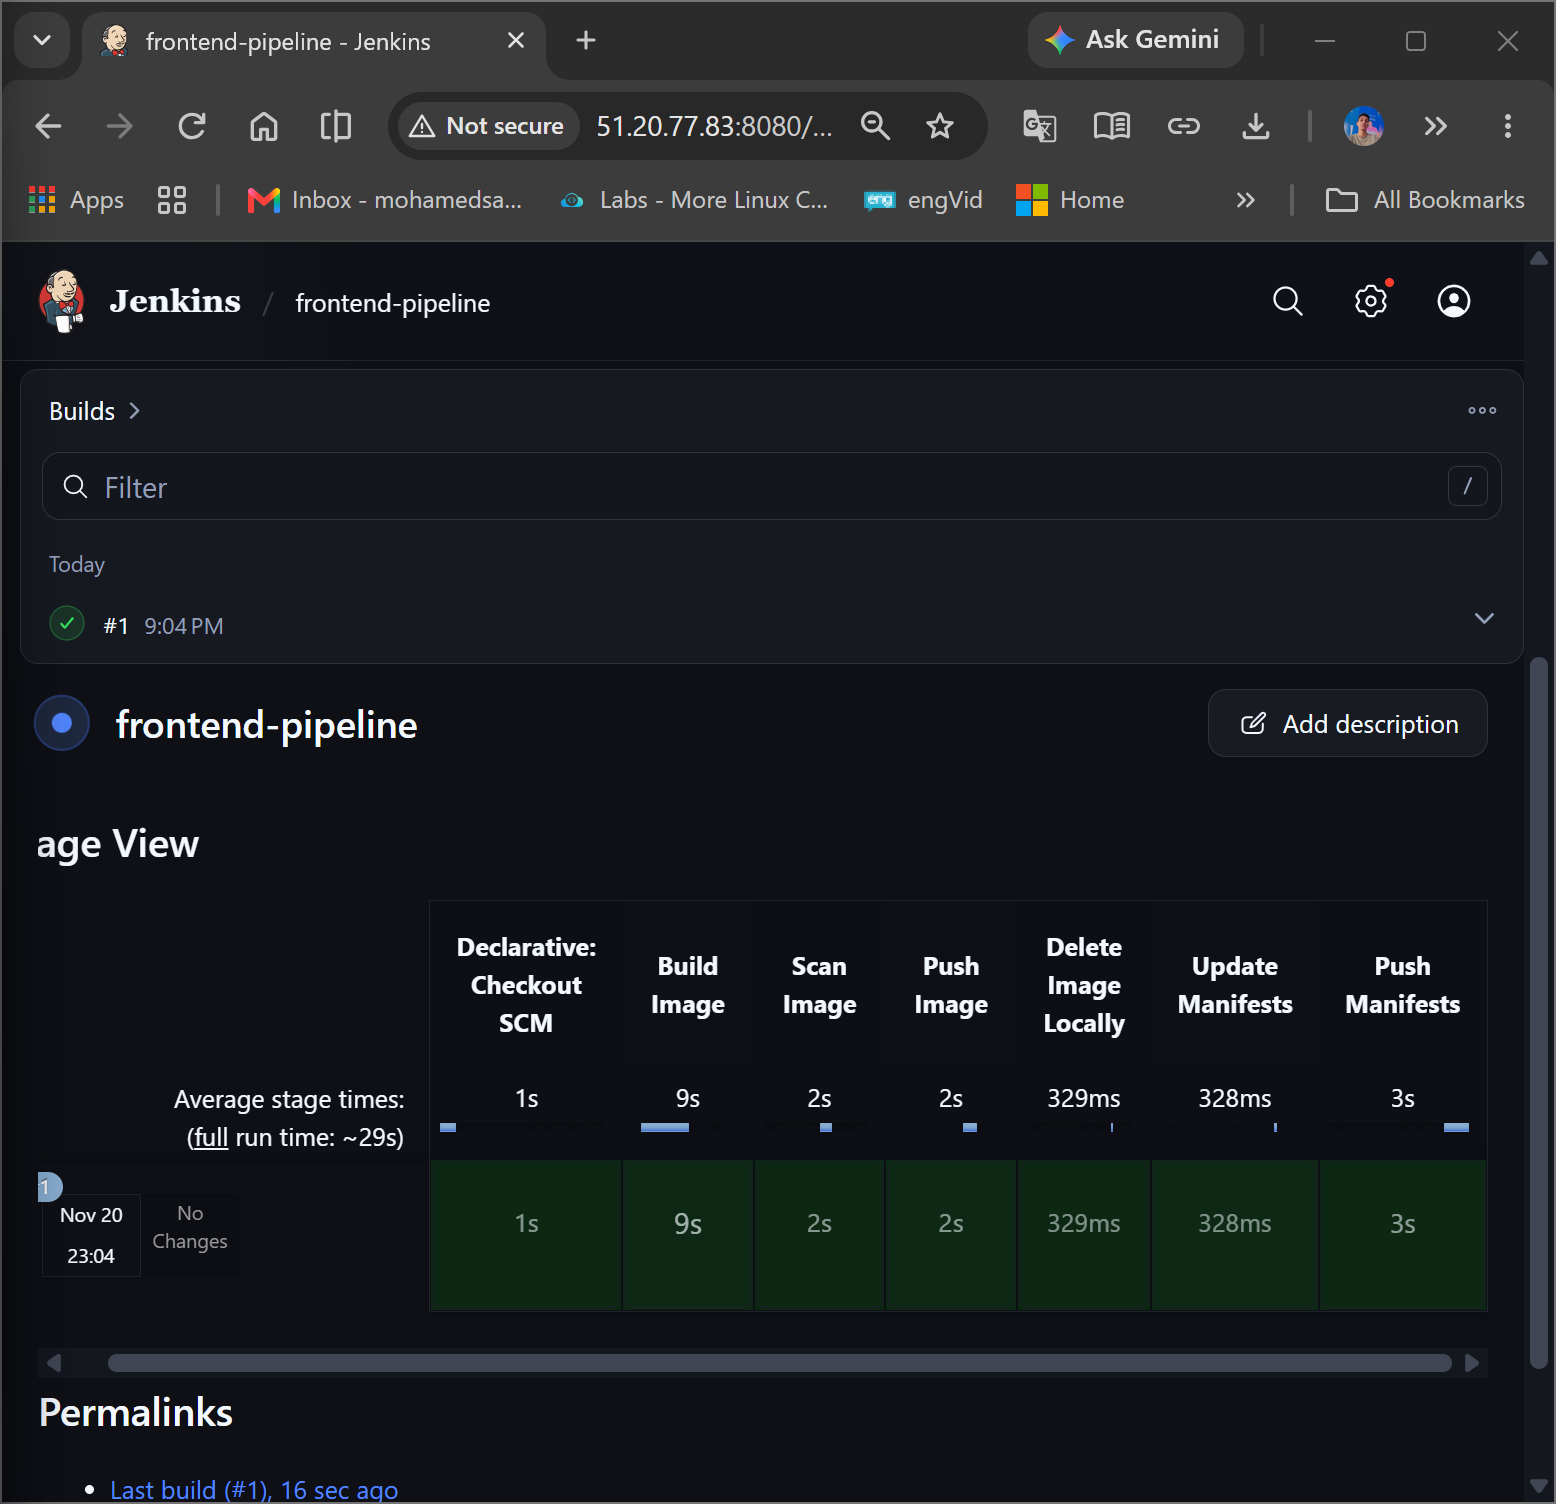 frontend-pipeline - Jenkins
Ask Gemini
Not secure
51.20.77.83:8080/...
Apps
Inbox - mohamedsa...
Labs - More Linux C...
eng
engVid
Home
All Bookmarks
Jenkins / frontend-pipeline
Builds
Filter
/
Today
#1 9:04 PM
frontend-pipeline
Add description
age View
Declarative: Checkout SCM
Build Image
Scan Image
Push Image
Delete Image Locally
Update Manifests
Push Manifests
Average stage times:
(full run time: ~29s)
1s 9s 2s 2s 329ms 328ms 3s
1
Nov 20
23:04
No
Changes
1s 9s 2s 2s 329ms 328ms 3s
Permalinks
Last build (#1), 16 sec ago